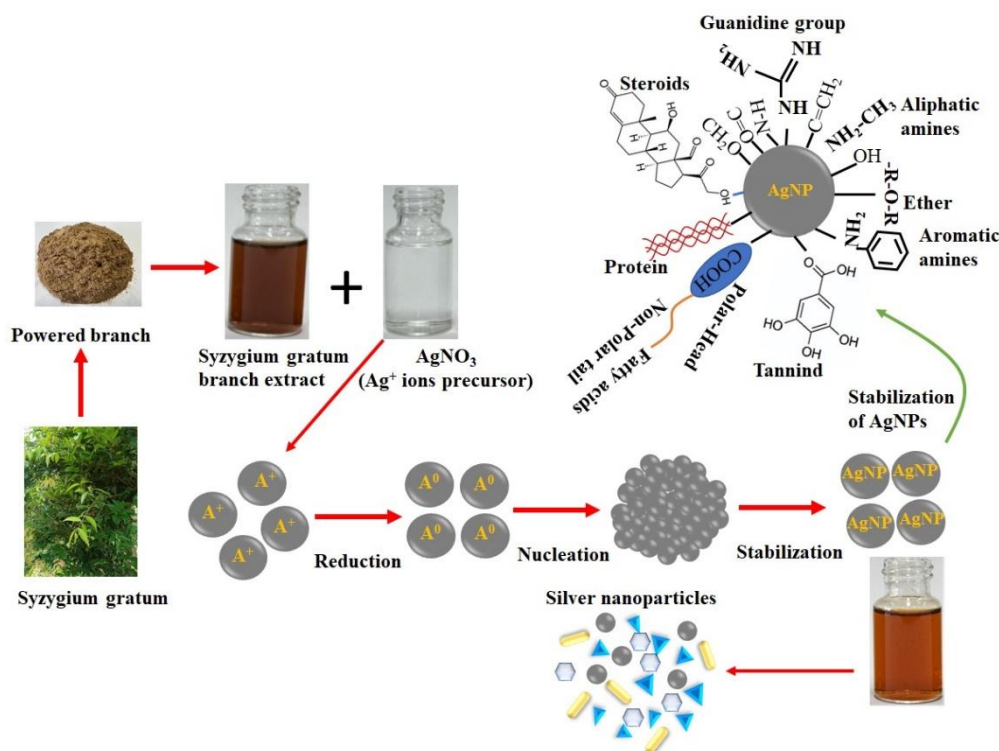 Guanidine group
NH
NH₂
NH
Steroids
O
HO
H
H
H
O
O
OH
CH₂O
C=O
N-H
C=CH₂
NH₂-CH₃
Aliphatic
amines
OH
AgNP
-R-O-R
Ether
NH₂
Aromatic
amines
Protein
COOH
Polar-Head
Non-Polar tail
Fatty acids
O
OH
HO
OH
OH
Tannind
Powered branch
Syzygium gratum
branch extract
+
AgNO₃
(Ag⁺ ions precursor)
Stabilization
of AgNPs
Syzygium gratum
A⁺
A⁺
A⁺
A⁺
Reduction
A⁰
A⁰
A⁰
A⁰
Nucleation
Stabilization
AgNP
AgNP
AgNP
AgNP
Silver nanoparticles